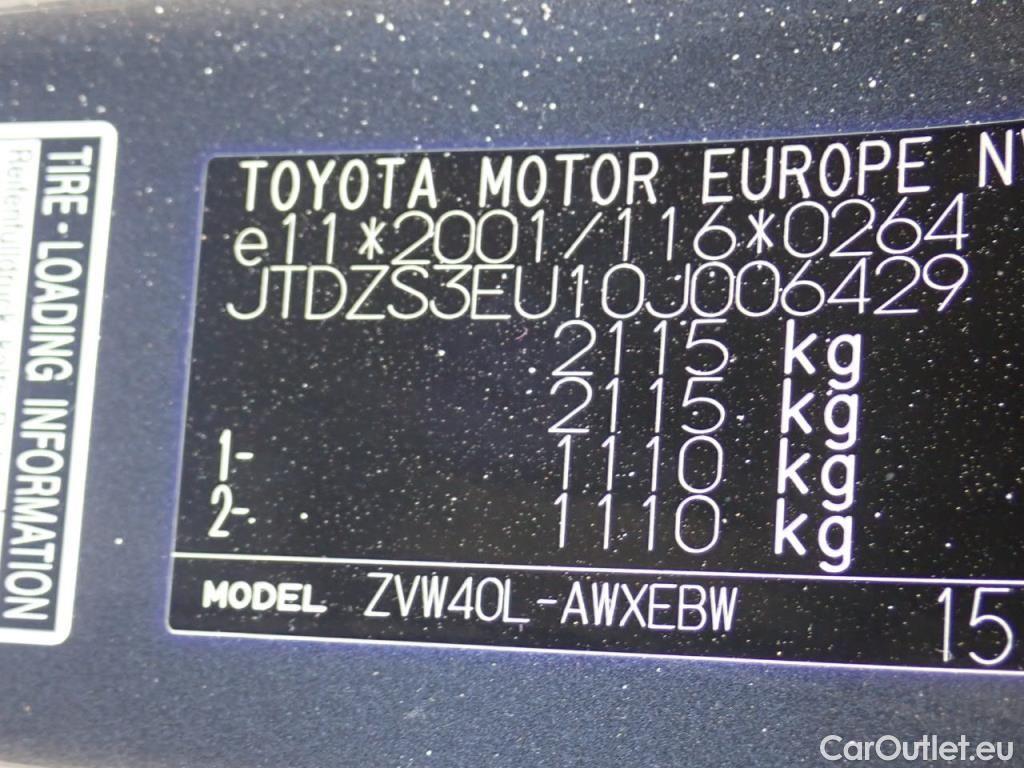 TOYOTA MOTOR EUROPE
e11*2001/116*0264
JTDZS3EU10J006429
2115 kg
2115 kg
1- 1110 kg
2- 1110 kg
MODEL ZVW40L-AWXEBW 15
TIRE • LOADING INFORMATION
CarOutlet.eu